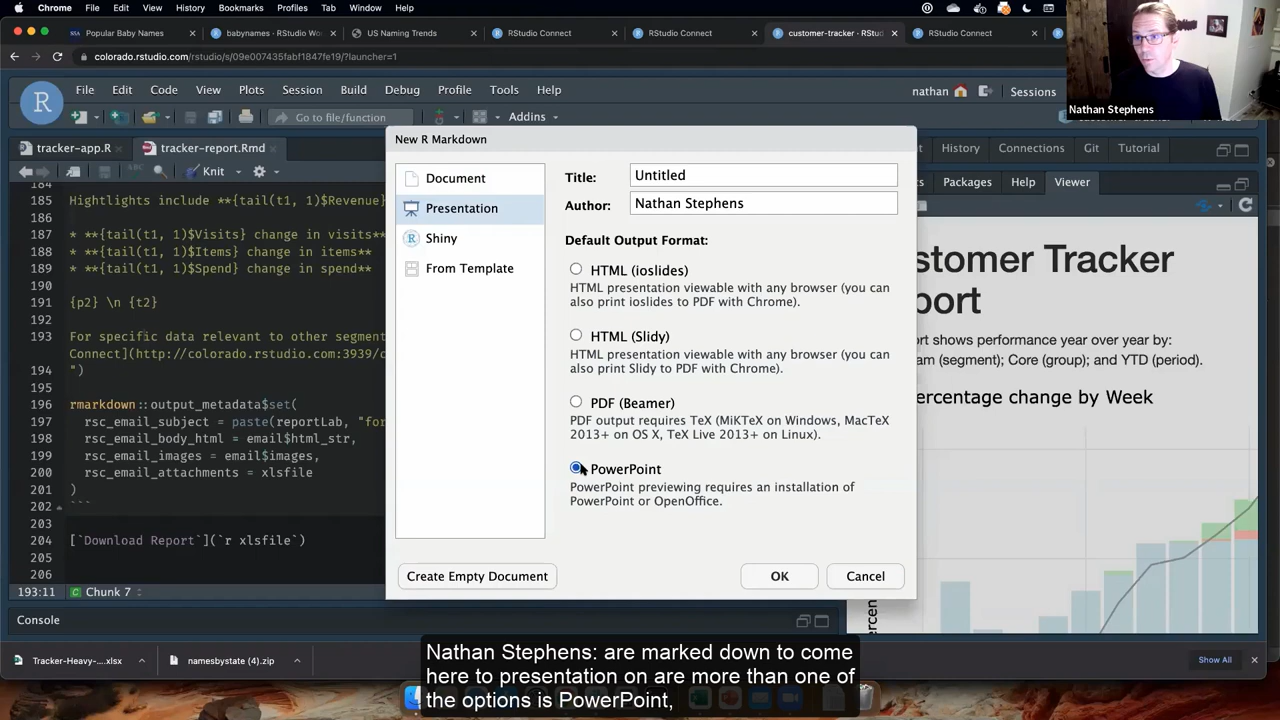 Chrome File Edit View History Bookmarks Profiles Tab Window Help
Popular Baby Names
babynames · RStudio Wo
US Naming Trends
RStudio Connect
RStudio Connect
customer-tracker · RStud
RStudio Connect
colorado.rstudio.com/rstudio/s/09e007435fabf1847fe19/?launcher=1
Nathan Stephens
R File Edit Code View Plots Session Build Debug Profile Tools Help
nathan Sessions
Go to file/function Addins
tracker-app.R tracker-report.Rmd
History Connections Git Tutorial
Knit
Packages Help Viewer
184
185 Hightlights include **{tail(t1, 1)$Revenue}
186
187 * **{tail(t1, 1)$Visits} change in visits**
188 * **{tail(t1, 1)$Items} change in items**
189 * **{tail(t1, 1)$Spend} change in spend**
190
191 {p2} \n {t2}
192
193 For specific data relevant to other segment
Connect](http://colorado.rstudio.com:3939/c
194 ")
195
196 rmarkdown::output_metadata$set(
197 rsc_email_subject = paste(reportLab, "for
198 rsc_email_body_html = email$html_str,
199 rsc_email_images = email$images,
200 rsc_email_attachments = xlsfile
201 )
202 ```
203
204 [`Download Report`](`r xlsfile`)
205
206
193:11 Chunk 7
Console
New R Markdown
Document
Presentation
Shiny
From Template
Title: Untitled
Author: Nathan Stephens
Default Output Format:
HTML (ioslides)
HTML presentation viewable with any browser (you can
also print ioslides to PDF with Chrome).
HTML (Slidy)
HTML presentation viewable with any browser (you can
also print Slidy to PDF with Chrome).
PDF (Beamer)
PDF output requires TeX (MiKTeX on Windows, MacTeX
2013+ on OS X, TeX Live 2013+ on Linux).
PowerPoint
PowerPoint previewing requires an installation of
PowerPoint or OpenOffice.
Create Empty Document OK Cancel
stomer Tracker
port
ort shows performance year over year by:
am (segment); Core (group); and YTD (period).
ercentage change by Week
Tracker-Heavy-....xlsx
namesbystate (4).zip
Show All
Nathan Stephens: are marked down to come
here to presentation on are more than one of
the options is PowerPoint,